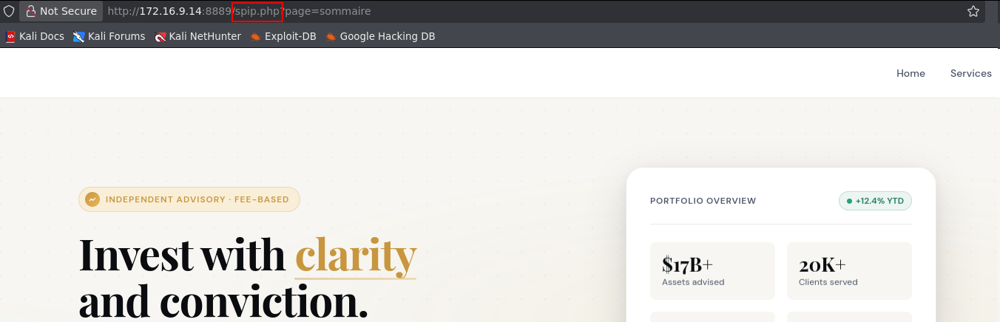 Not Secure http://172.16.9.14:8889/spip.php?page=sommaire
Kali Docs Kali Forums Kali NetHunter Exploit-DB Google Hacking DB
Home Services
INDEPENDENT ADVISORY · FEE-BASED
Invest with clarity
and conviction.
PORTFOLIO OVERVIEW +12.4% YTD
$17B+ 20K+
Assets advised Clients served